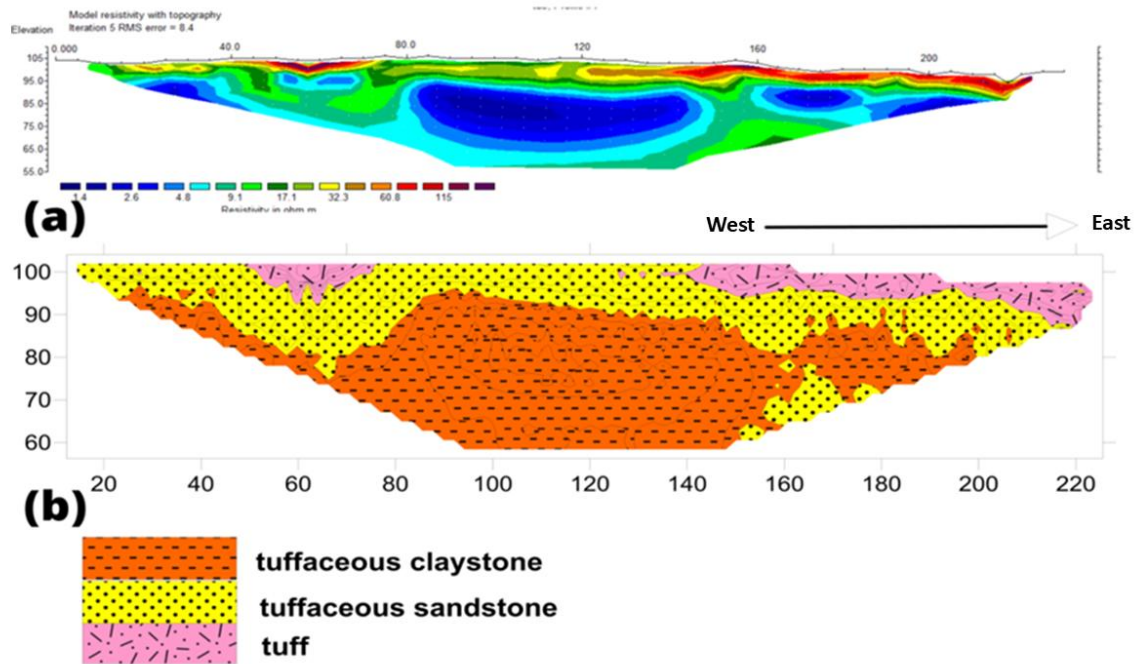 Model resistivity with topography
Iteration 5 RMS error = 8.4
Elevation
0.000 40.0 80.0 120 160 200
105
95.0
85.0
75.0
65.0
55.0
1.4 2.6 4.8 9.1 17.1 32.3 60.8 115
Resistivity in ohm m
(a)
West East
100
90
80
70
60
20 40 60 80 100 120 140 160 180 200 220
(b)
tuffaceous claystone
tuffaceous sandstone
tuff